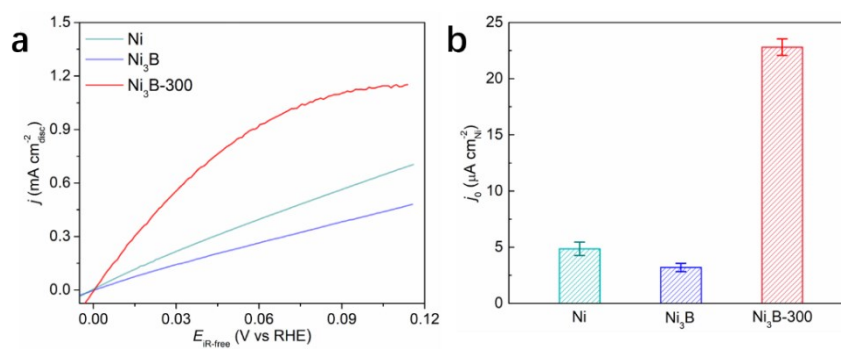 a
Ni
Ni₃B
Ni₃B-300
1.5
1.2
0.9
0.6
0.3
0.0
j (mA cm⁻²disc)
0.00 0.03 0.06 0.09 0.12
EiR-free (V vs RHE)
b
25
20
15
10
5
0
j₀ (μA cm⁻²Ni)
Ni Ni₃B Ni₃B-300